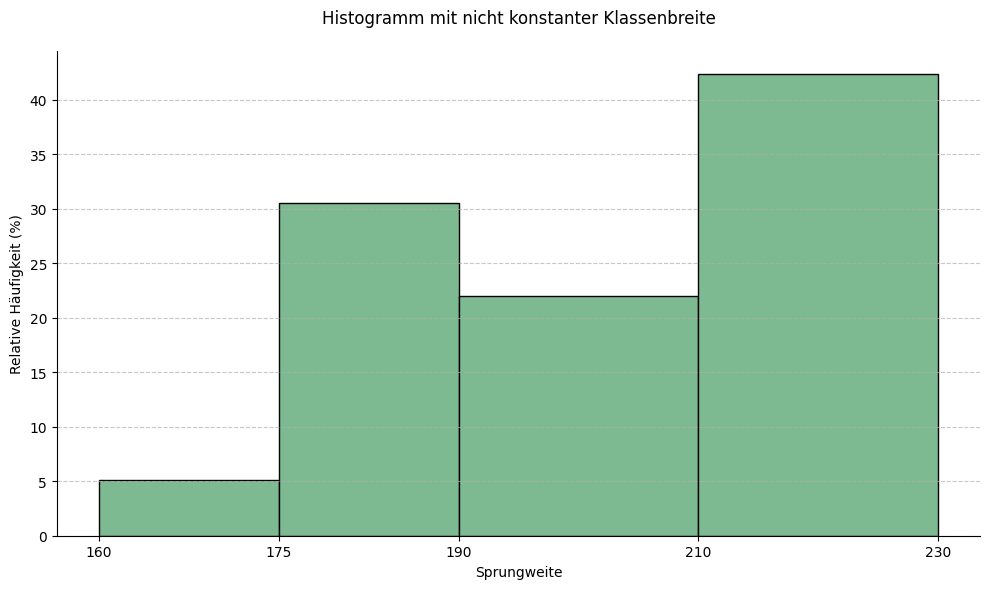 Histogramm mit nicht konstanter Klassenbreite
Relative Häufigkeit (%)
40
35
30
25
20
15
10
5
0
160 175 190 210 230
Sprungweite